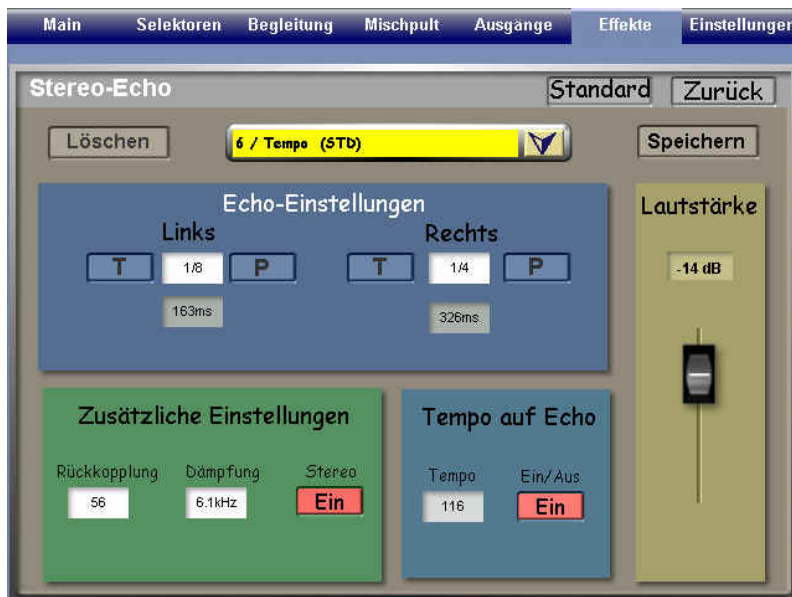 Main Selektoren Begleitung Mischpult Ausgänge Effekte Einstellungen
Stereo-Echo Standard Zurück
Löschen 6 / Tempo (STD) Speichern
Echo-Einstellungen
Links Rechts
T 1/8 P T 1/4 P
163ms 326ms
Lautstärke
-14 dB
Zusätzliche Einstellungen
Rückkopplung Dämpfung Stereo
56 6.1kHz Ein
Tempo auf Echo
Tempo Ein/Aus
116 Ein